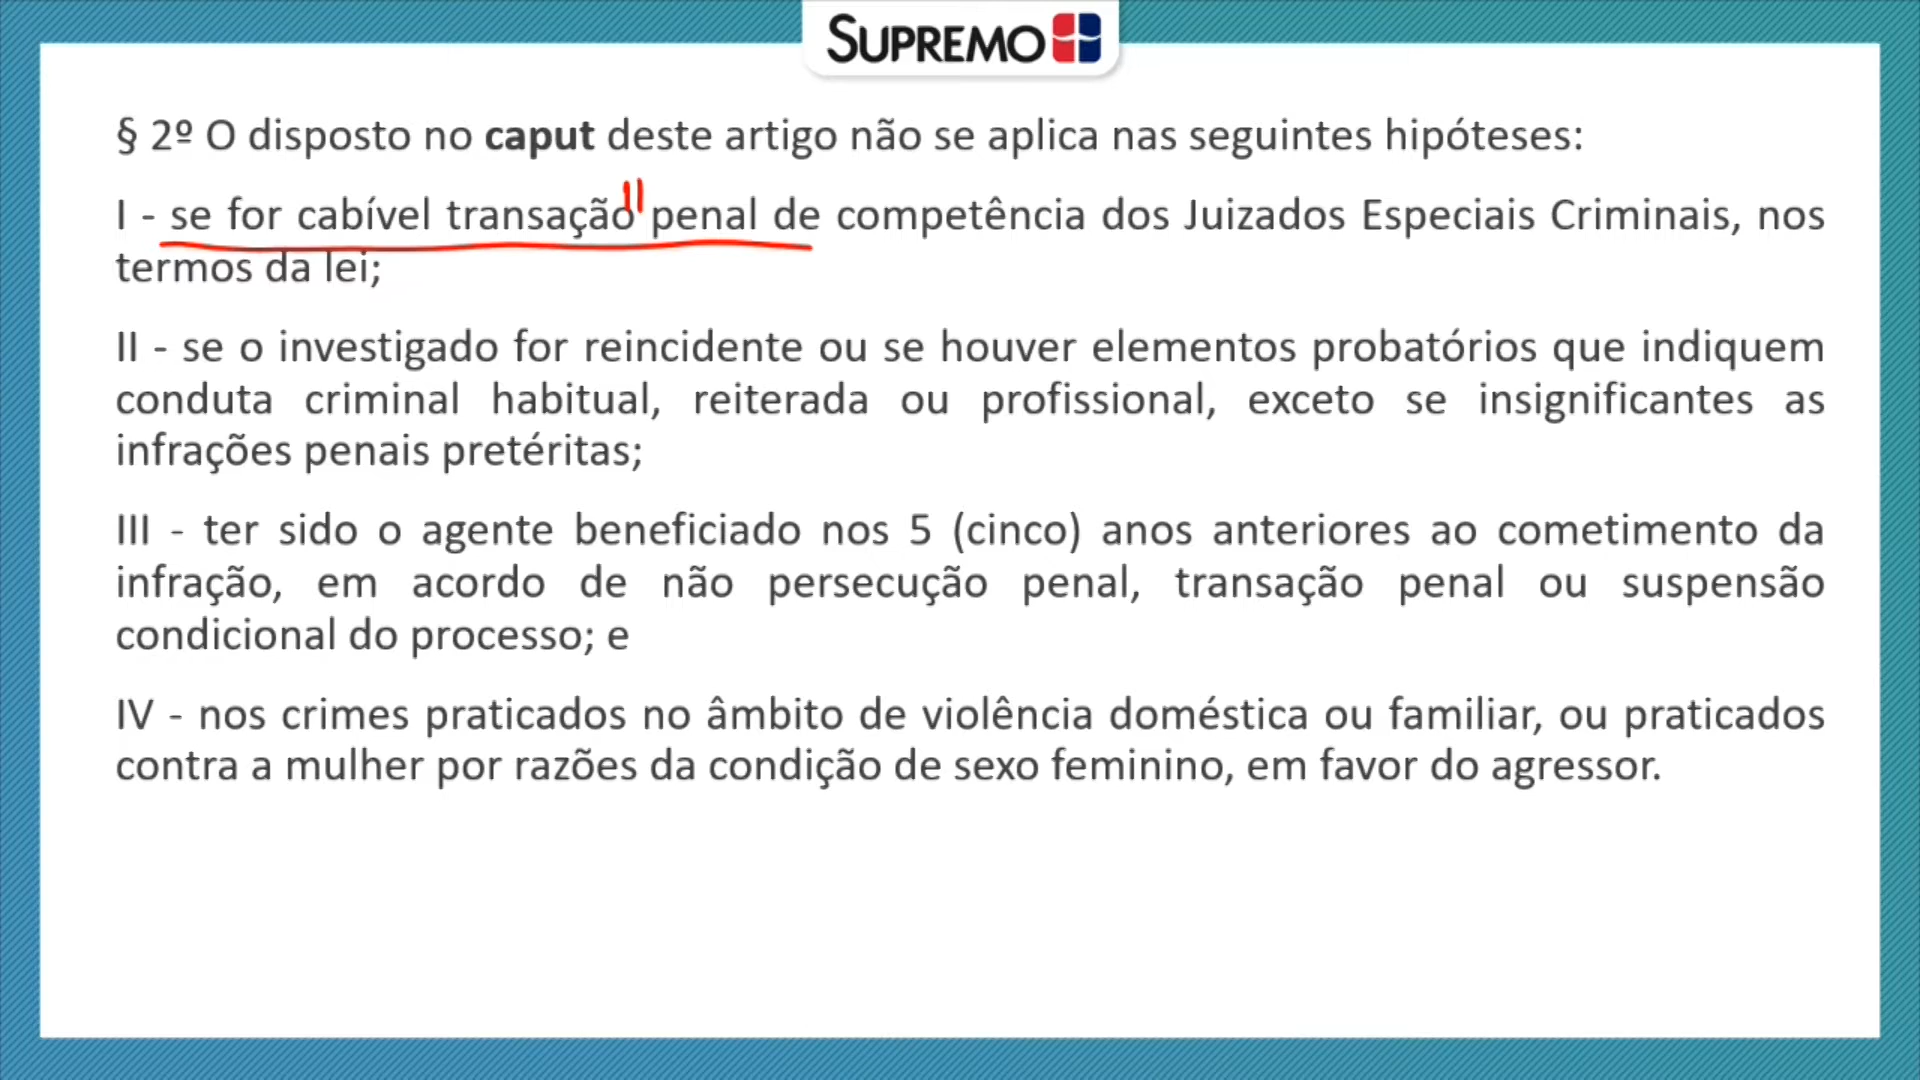 SUPREMO
§ 2º O disposto no caput deste artigo não se aplica nas seguintes hipóteses:
I - se for cabível transação penal de competência dos Juizados Especiais Criminais, nos
termos da lei;
II - se o investigado for reincidente ou se houver elementos probatórios que indiquem
conduta criminal habitual, reiterada ou profissional, exceto se insignificantes as
infrações penais pretéritas;
III - ter sido o agente beneficiado nos 5 (cinco) anos anteriores ao cometimento da
infração, em acordo de não persecução penal, transação penal ou suspensão
condicional do processo; e
IV - nos crimes praticados no âmbito de violência doméstica ou familiar, ou praticados
contra a mulher por razões da condição de sexo feminino, em favor do agressor.